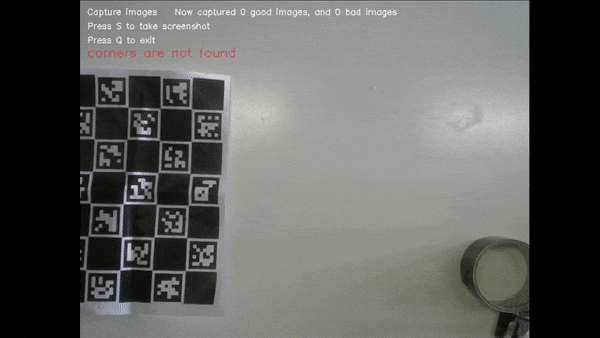 Capture images Now captured 0 good images, and 0 bad images
Press S to take screenshot
Press Q to exit
corners are not found